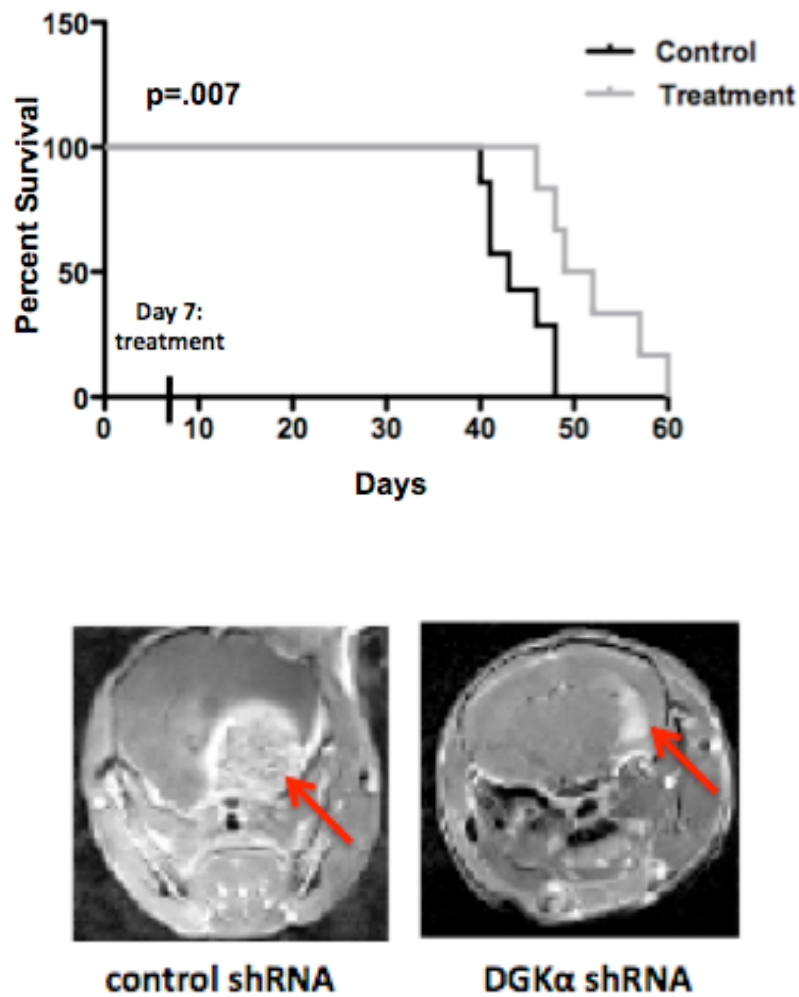 150
Control
p=.007
Treatment
100
Percent Survival
50
Day 7:
treatment
0
0 10 20 30 40 50 60
Days
control shRNA DGKα shRNA